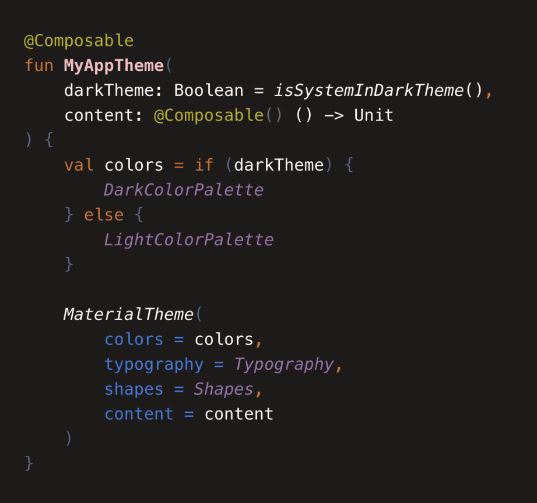 @Composable
fun MyAppTheme(
    darkTheme: Boolean = isSystemInDarkTheme(),
    content: @Composable() () -> Unit
) {
    val colors = if (darkTheme) {
        DarkColorPalette
    } else {
        LightColorPalette
    }

    MaterialTheme(
        colors = colors,
        typography = Typography,
        shapes = Shapes,
        content = content
    )
}